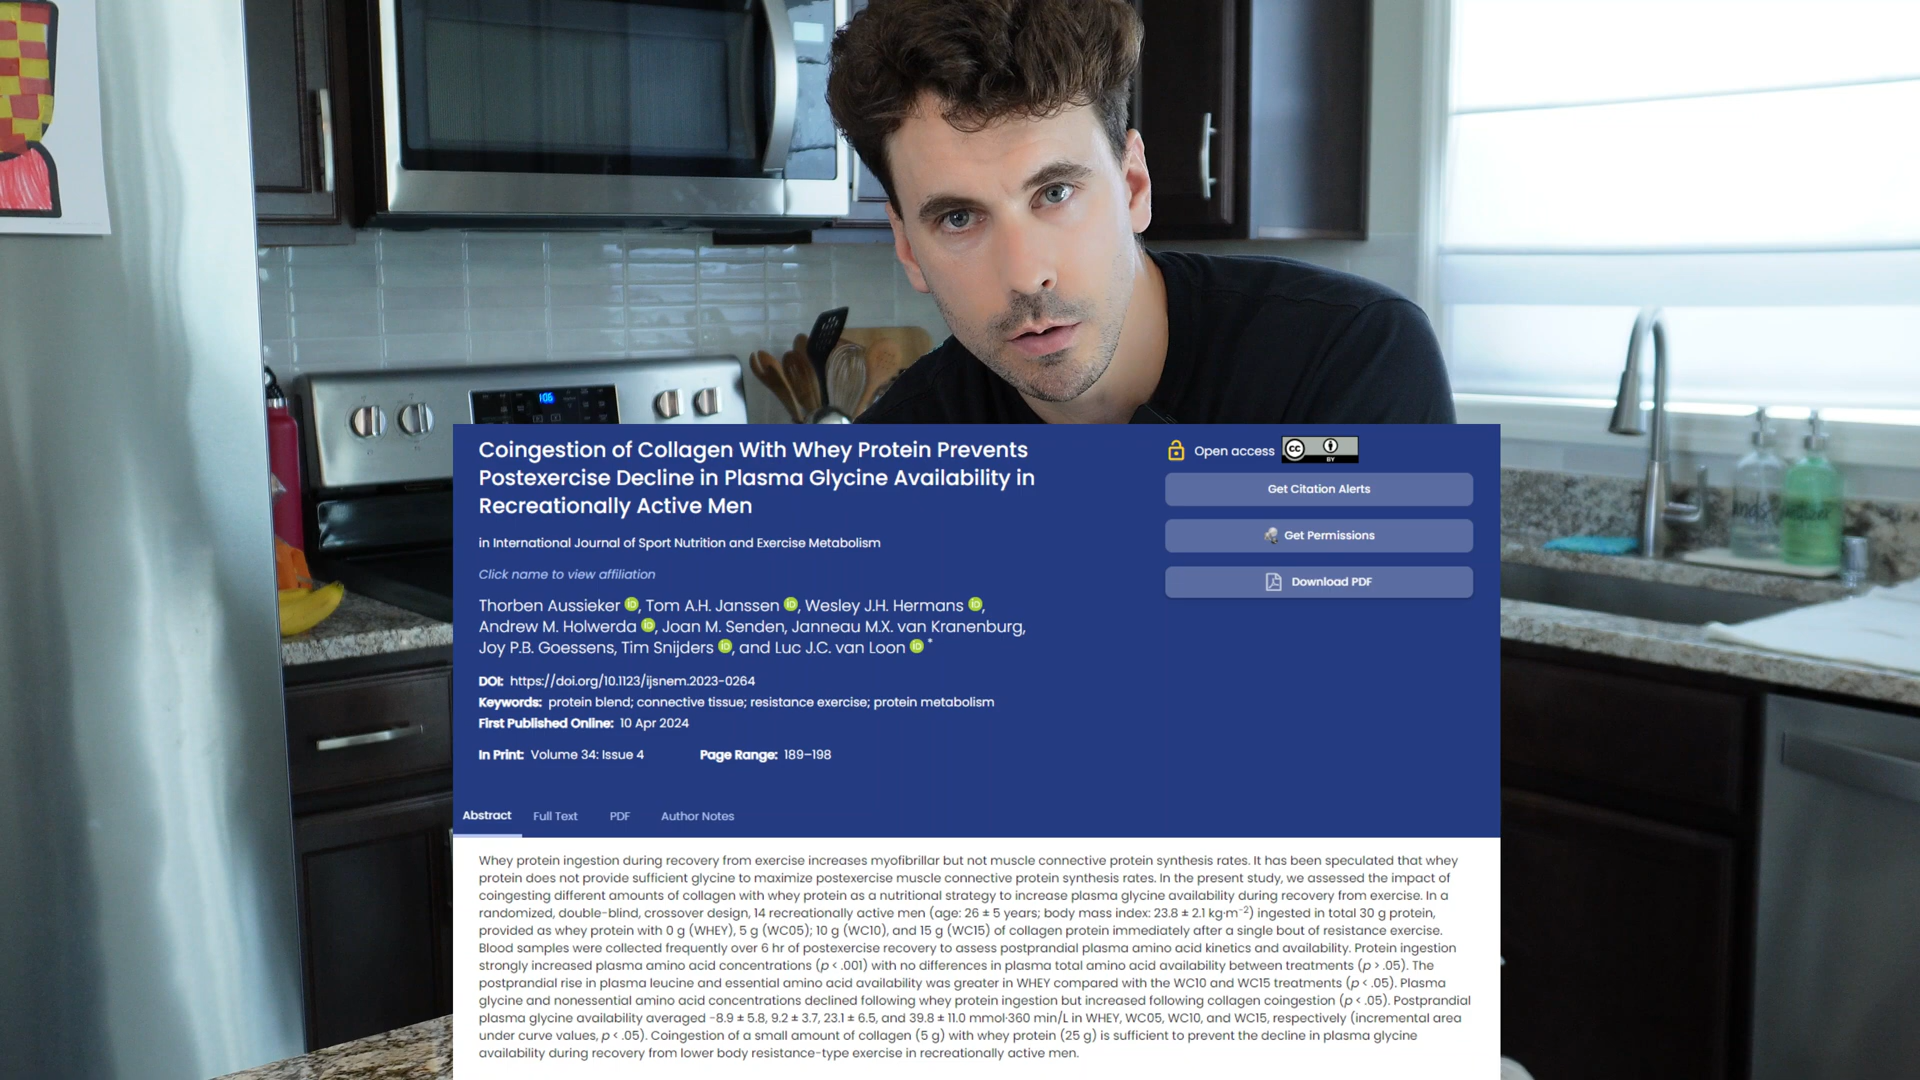 106
Coingestion of Collagen With Whey Protein Prevents
Postexercise Decline in Plasma Glycine Availability in
Recreationally Active Men
in International Journal of Sport Nutrition and Exercise Metabolism
Click name to view affiliation
Thorben Aussieker iD, Tom A.H. Janssen iD, Wesley J.H. Hermans iD,
Andrew M. Holwerda iD, Joan M. Senden, Janneau M.X. van Kranenburg,
Joy P.B. Goessens, Tim Snijders iD, and Luc J.C. van Loon iD *
DOI: https://doi.org/10.1123/ijsnem.2023-0264
Keywords: protein blend; connective tissue; resistance exercise; protein metabolism
First Published Online: 10 Apr 2024
In Print: Volume 34: Issue 4 Page Range: 189–198
Open access cc BY
Get Citation Alerts
Get Permissions
Download PDF
Abstract Full Text PDF Author Notes
Whey protein ingestion during recovery from exercise increases myofibrillar but not muscle connective protein synthesis rates. It has been speculated that whey
protein does not provide sufficient glycine to maximize postexercise muscle connective protein synthesis rates. In the present study, we assessed the impact of
coingesting different amounts of collagen with whey protein as a nutritional strategy to increase plasma glycine availability during recovery from exercise. In a
randomized, double-blind, crossover design, 14 recreationally active men (age: 26 ± 5 years; body mass index: 23.8 ± 2.1 kg·m⁻²) ingested in total 30 g protein,
provided as whey protein with 0 g (WHEY), 5 g (WC05); 10 g (WC10), and 15 g (WC15) of collagen protein immediately after a single bout of resistance exercise.
Blood samples were collected frequently over 6 hr of postexercise recovery to assess postprandial plasma amino acid kinetics and availability. Protein ingestion
strongly increased plasma amino acid concentrations (p < .001) with no differences in plasma total amino acid availability between treatments (p > .05). The
postprandial rise in plasma leucine and essential amino acid availability was greater in WHEY compared with the WC10 and WC15 treatments (p < .05). Plasma
glycine and nonessential amino acid concentrations declined following whey protein ingestion but increased following collagen coingestion (p < .05). Postprandial
plasma glycine availability averaged −8.9 ± 5.8, 9.2 ± 3.7, 23.1 ± 6.5, and 39.8 ± 11.0 mmol·360 min/L in WHEY, WC05, WC10, and WC15, respectively (incremental area
under curve values, p < .05). Coingestion of a small amount of collagen (5 g) with whey protein (25 g) is sufficient to prevent the decline in plasma glycine
availability during recovery from lower body resistance-type exercise in recreationally active men.